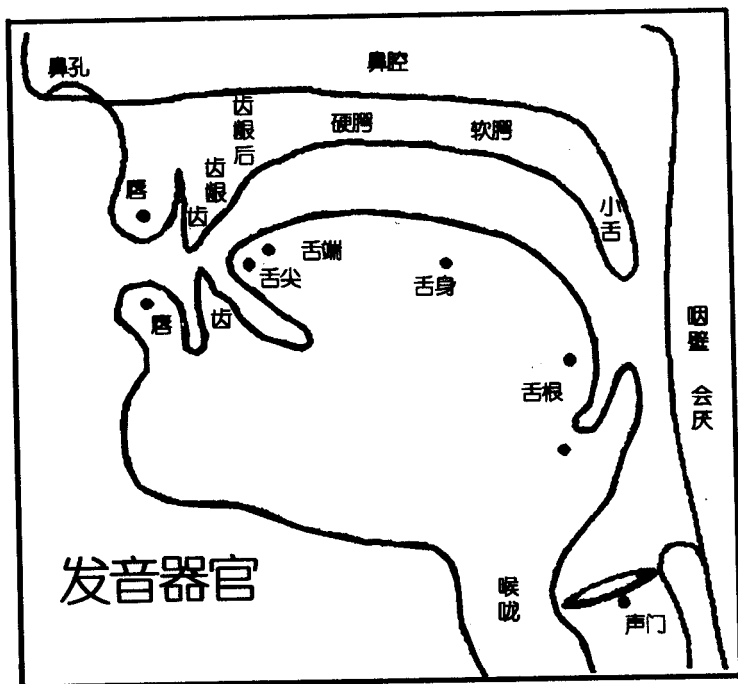 鼻孔
鼻腔
齿龈后
硬腭
软腭
齿龈
唇
齿
小舌
舌端
舌尖
舌身
唇
齿
咽壁
舌根
会厌
发音器官
喉咙
声门